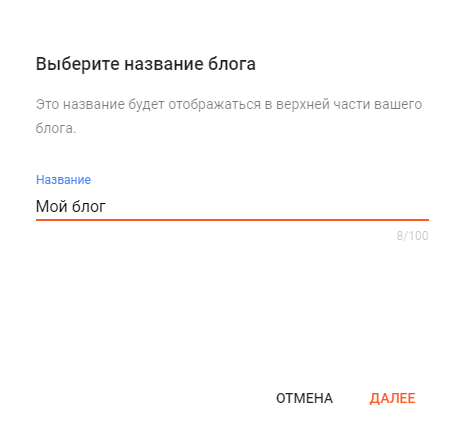 Выберите название блога
Это название будет отображаться в верхней части вашего
блога.
Название
Мой блог
8/100
ОТМЕНА ДАЛЕЕ